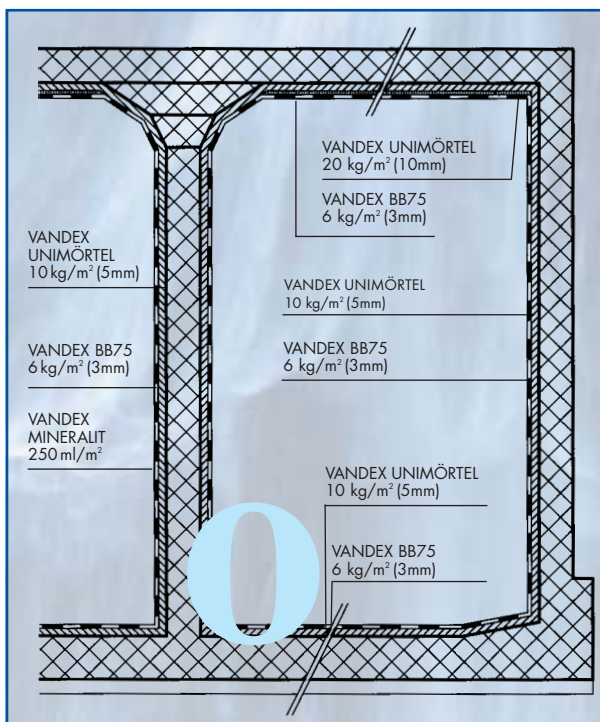 VANDEX UNIMÖRTEL
20 kg/m² (10mm)
VANDEX BB75
6 kg/m² (3mm)
VANDEX
UNIMÖRTEL
10 kg/m² (5mm)
VANDEX UNIMÖRTEL
10 kg/m² (5mm)
VANDEX BB75
6 kg/m² (3mm)
VANDEX BB75
6 kg/m² (3mm)
VANDEX
MINERALIT
250 ml/m²
VANDEX UNIMÖRTEL
10 kg/m² (5mm)
VANDEX BB75
6 kg/m² (3mm)
0